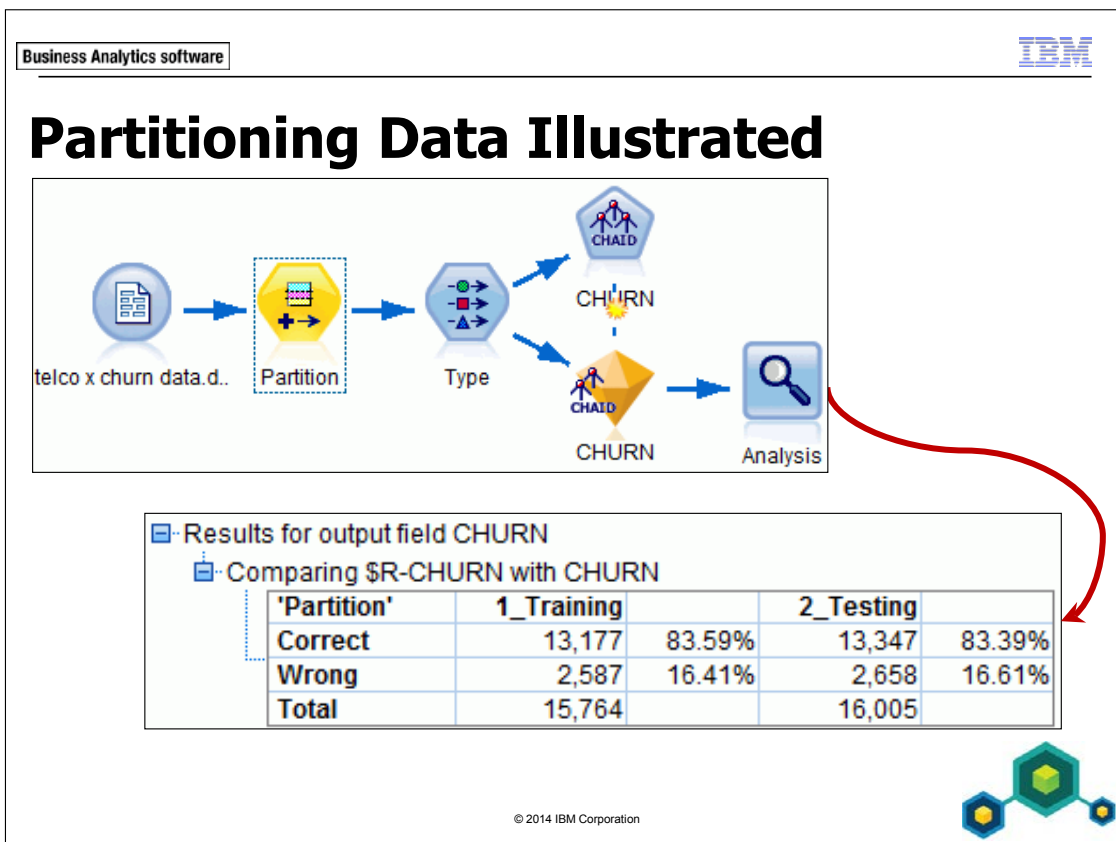 Business Analytics software
IBM
Partitioning Data Illustrated
CHAID
CHURN
telco x churn data.d..
Partition
Type
CHAID
CHURN
Analysis
Results for output field CHURN
Comparing $R-CHURN with CHURN
'Partition' 1_Training 2_Testing
Correct 13,177 83.59% 13,347 83.39%
Wrong 2,587 16.41% 2,658 16.61%
Total 15,764 16,005
© 2014 IBM Corporation